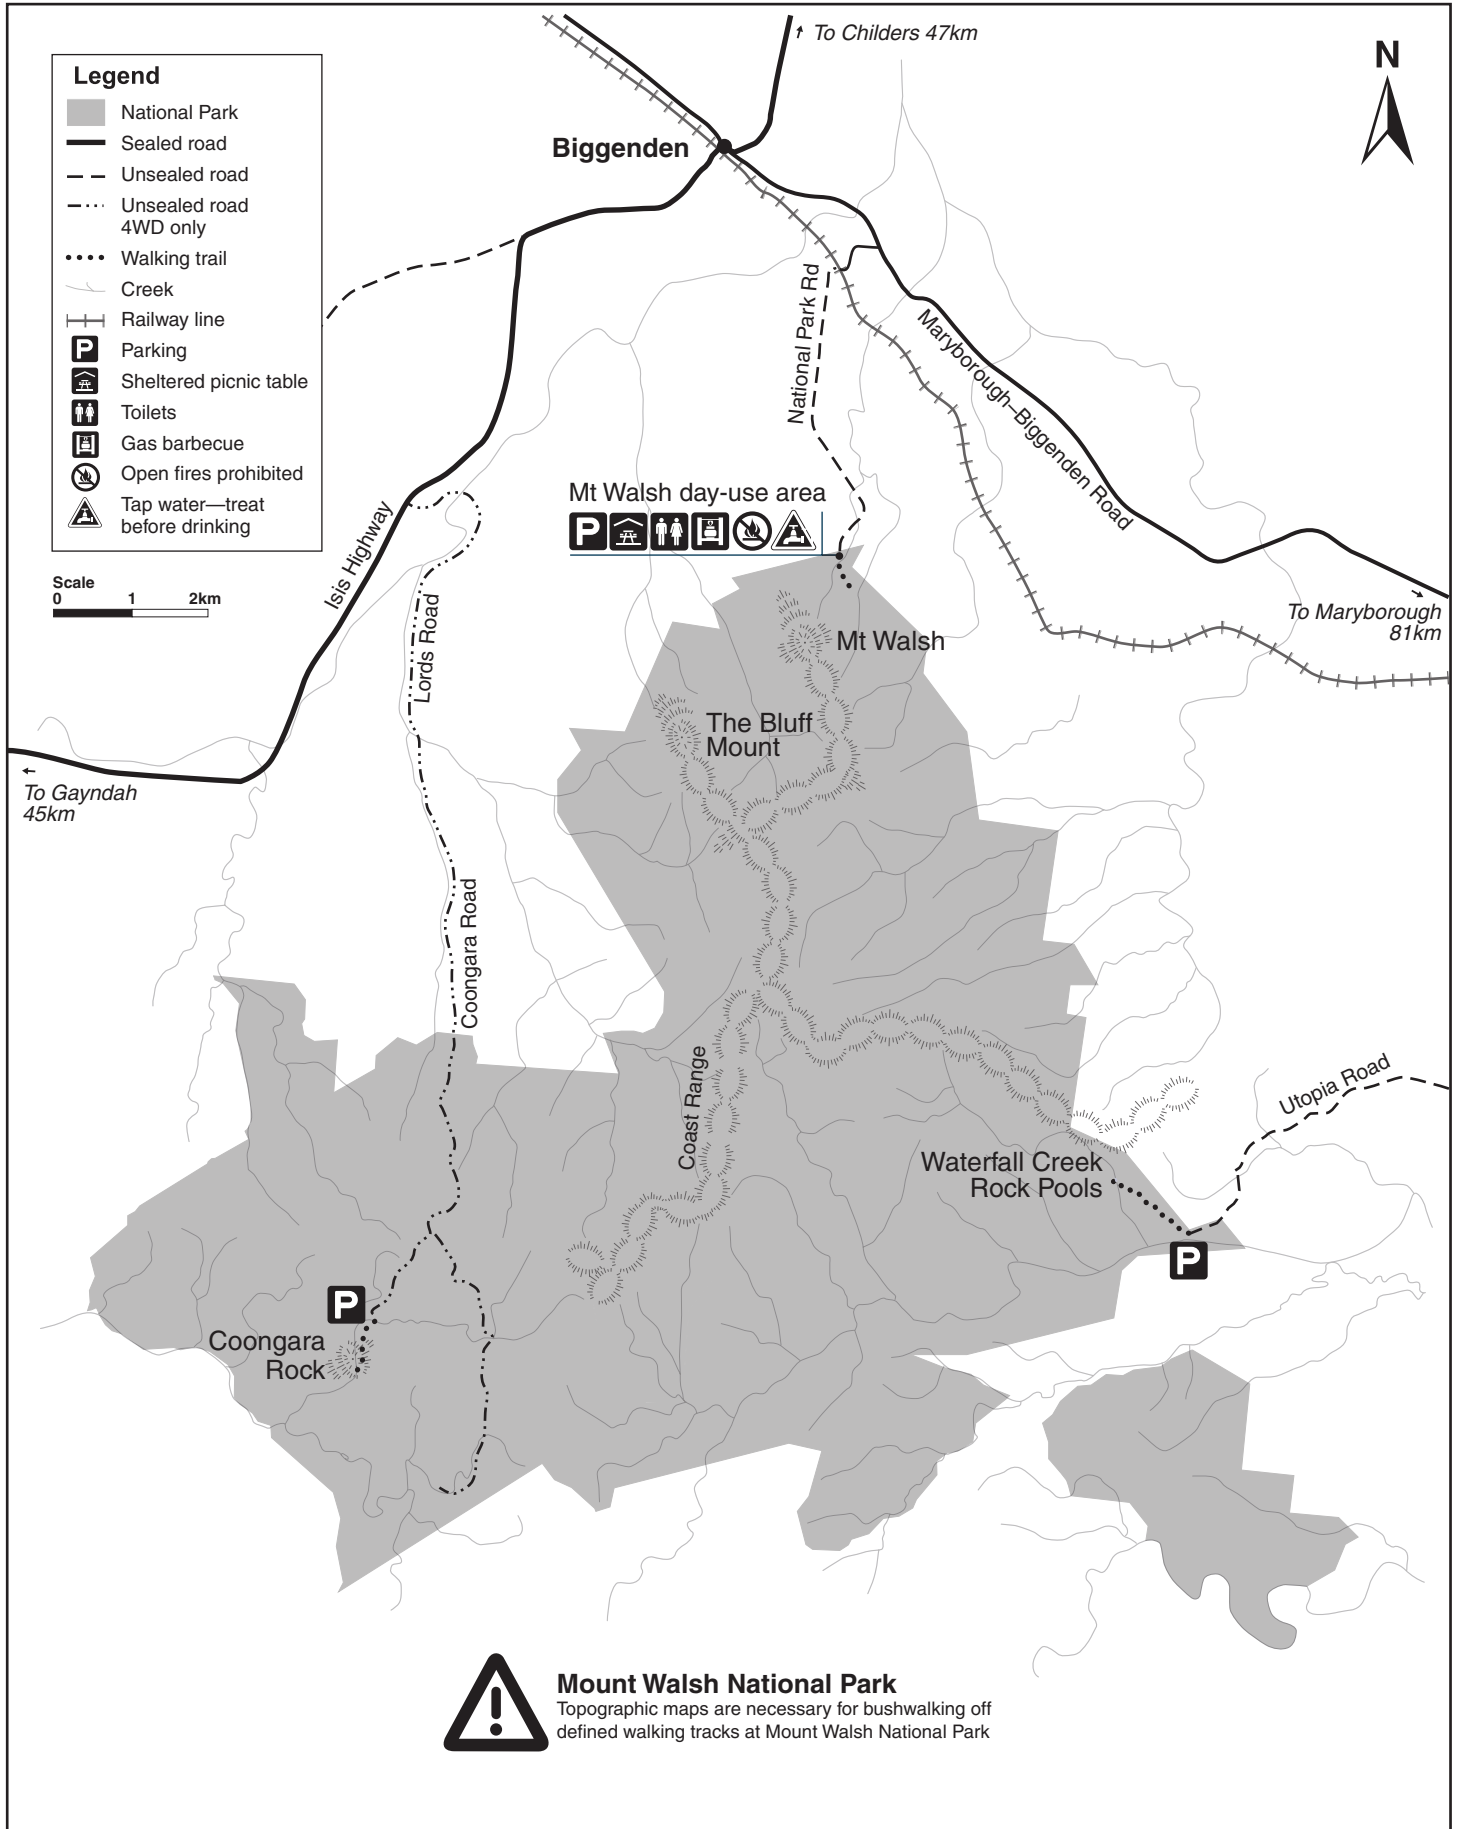 To Childers 47km
N
Legend
National Park
Sealed road
Unsealed road
Unsealed road
4WD only
Walking trail
Creek
Railway line
P Parking
Sheltered picnic table
Toilets
Gas barbecue
Open fires prohibited
Tap water—treat
before drinking
Scale
0 1 2km
Biggenden
National Park Rd
Maryborough–Biggenden Road
Mt Walsh day-use area
P
Isis Highway
Lords Road
To Maryborough
81km
Mt Walsh
The Bluff
Mount
To Gayndah
45km
Coongara Road
Coast Range
Utopia Road
Waterfall Creek
Rock Pools
P
P
Coongara
Rock
Mount Walsh National Park
Topographic maps are necessary for bushwalking off
defined walking tracks at Mount Walsh National Park